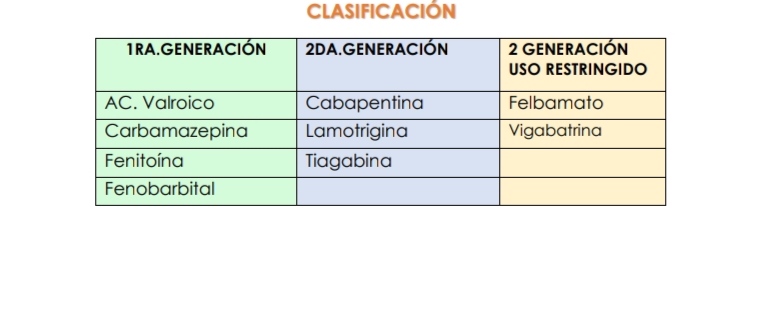 CLASIFICACIÓN
1RA.GENERACIÓN 2DA.GENERACIÓN 2 GENERACIÓN
USO RESTRINGIDO
AC. Valroico Cabapentina Felbamato
Carbamazepina Lamotrigina Vigabatrina
Fenitoína Tiagabina
Fenobarbital